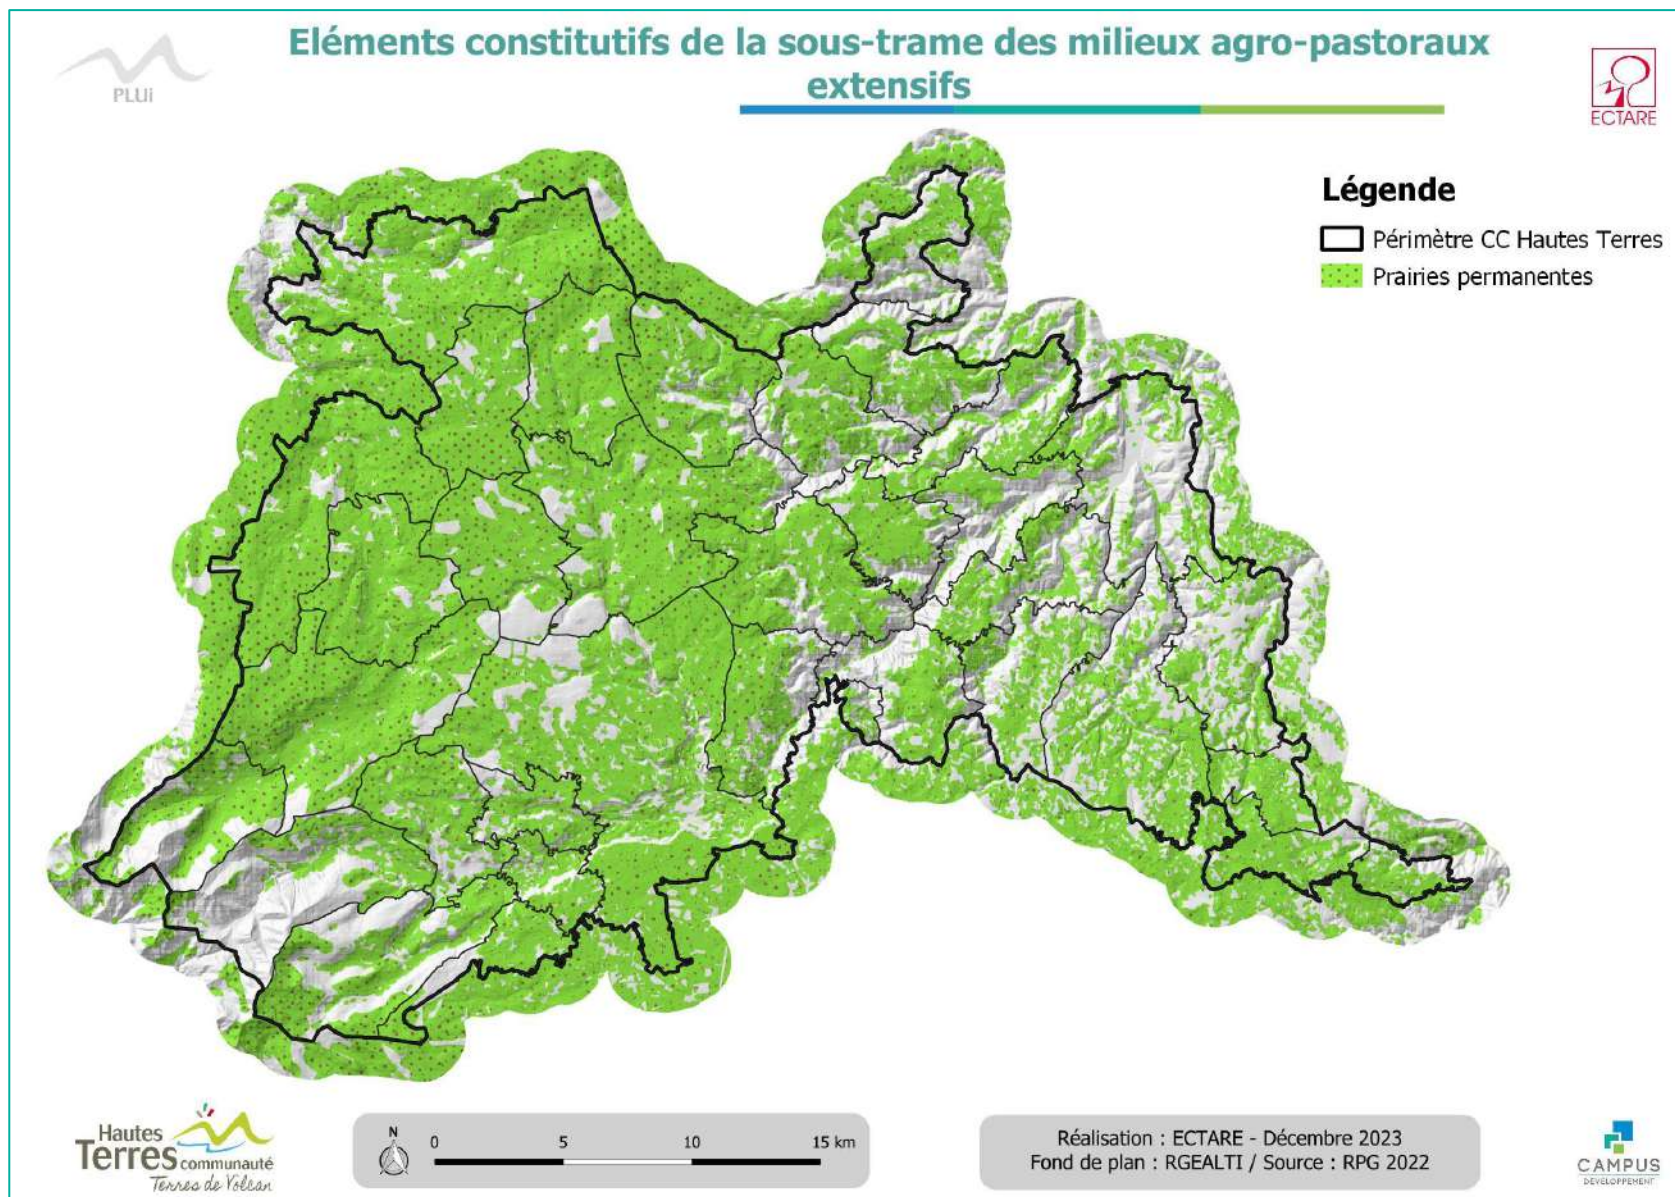 Eléments constitutifs de la sous-trame des milieux agro-pastoraux
extensifs
PLUi
ECTARE
Légende
Périmètre CC Hautes Terres
Prairies permanentes
Hautes
Terres communauté
Terres de Volcan
N
0 5 10 15 km
Réalisation : ECTARE - Décembre 2023
Fond de plan : RGEALTI / Source : RPG 2022
CAMPUS
DEVELOPPEMENT